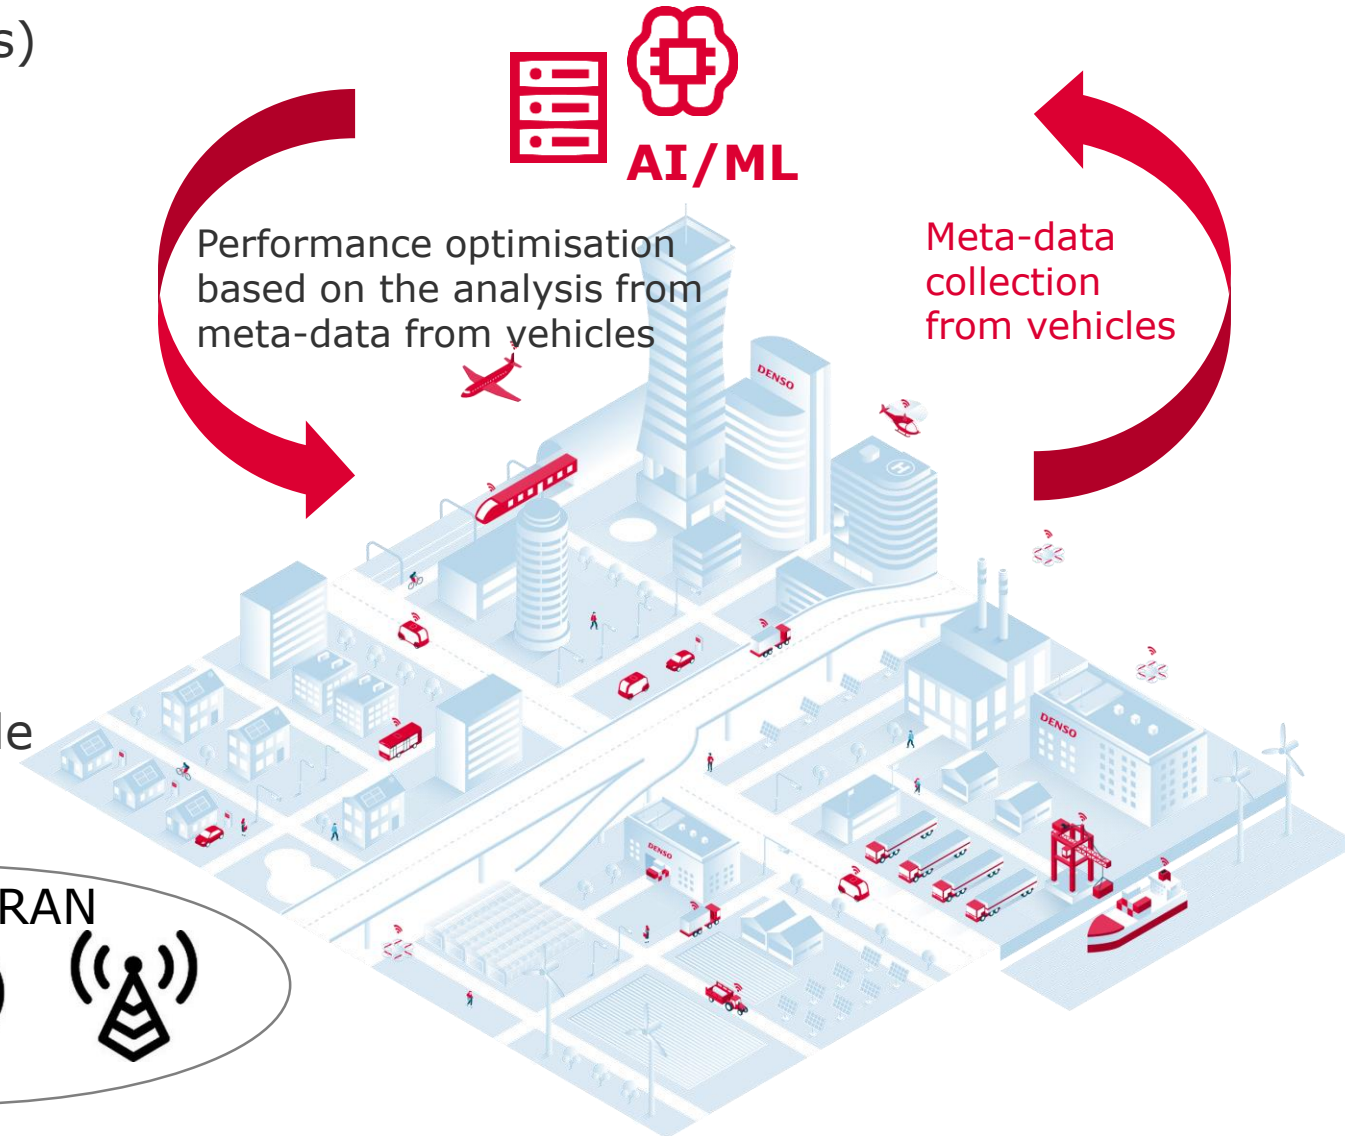 s)
AI/ML
Performance optimisation
based on the analysis from
meta-data from vehicles
Meta-data
collection
from vehicles
DENSO
H
DENSO
le
DENSO
RAN